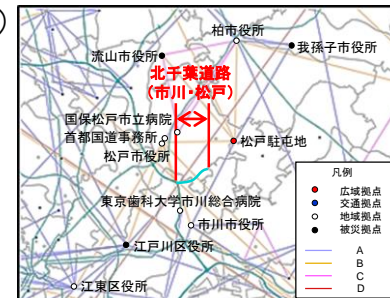 柏市役所
流山市役所
我孫子市役所
北千葉道路
(市川・松戸)
国保松戸市立病院
首都国道事務所
松戸市役所
松戸駐屯地
東京歯科大学市川総合病院
市川市役所
江戸川区役所
江東区役所
凡例
広域拠点
交通拠点
地域拠点
被災拠点
A
B
C
D